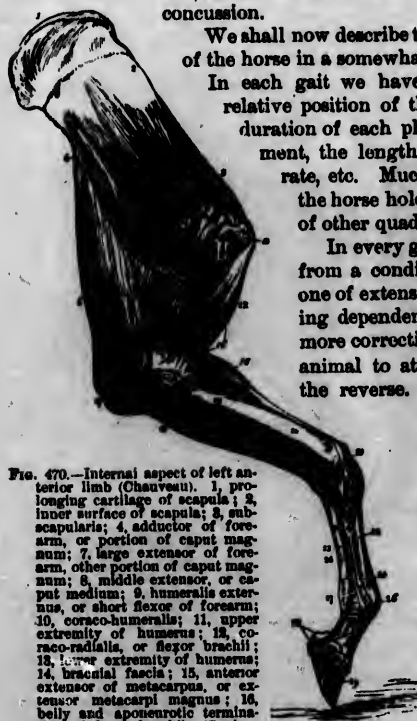 concussion.
We shall now describe t
of the horse in a somewha
In each gait we have
relative position of t
duration of each pl
ment, the length
rate, etc. Muc
the horse hol
of other quad
In every g
from a condi
one of extens
ing depender
more correctl
animal to at
the reverse.
FIG. 470.—Internal aspect of left an-
terior limb (Chauveau). 1, pro-
longing cartilage of scapula; 2,
inner surface of scapula; 3, sub-
scapularis; 4, adductor of fore-
arm, or portion of caput mag-
num; 7, large extensor of fore-
arm, other portion of caput mag-
num; 8, middle extensor, or ca-
put medium; 9, humeralis exter-
nus, or short flexor of forearm;
10, coraco-humeralis; 11, upper
extremity of humerus; 12, co-
raco-radialis, or flexor brachii;
13, lower extremity of humerus;
14, brachial fascia; 15, anterior
extensor of metacarpus, or ex-
tensor metacarpi magnus; 16,
belly and aponeurotic termina-